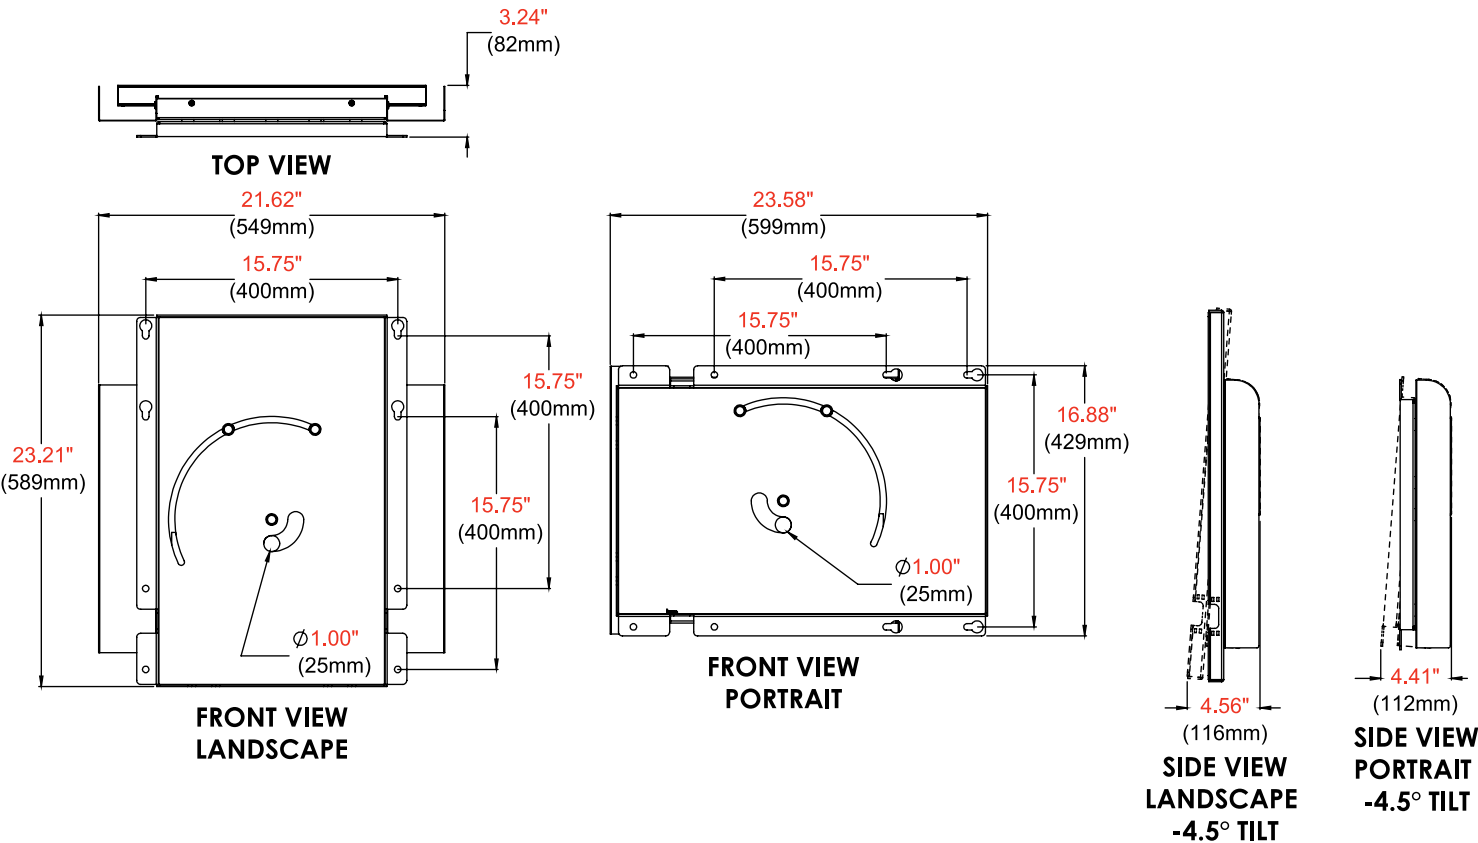 3.24"
(82mm)
TOP VIEW
21.62"
(549mm)
15.75"
(400mm)
15.75"
(400mm)
23.21"
(589mm)
15.75"
(400mm)
Ø1.00"
(25mm)
FRONT VIEW
LANDSCAPE
23.58"
(599mm)
15.75"
(400mm)
15.75"
(400mm)
16.88"
(429mm)
15.75"
(400mm)
Ø1.00"
(25mm)
FRONT VIEW
PORTRAIT
4.56"
(116mm)
SIDE VIEW
LANDSCAPE
-4.5° TILT
4.41"
(112mm)
SIDE VIEW
PORTRAIT
-4.5° TILT